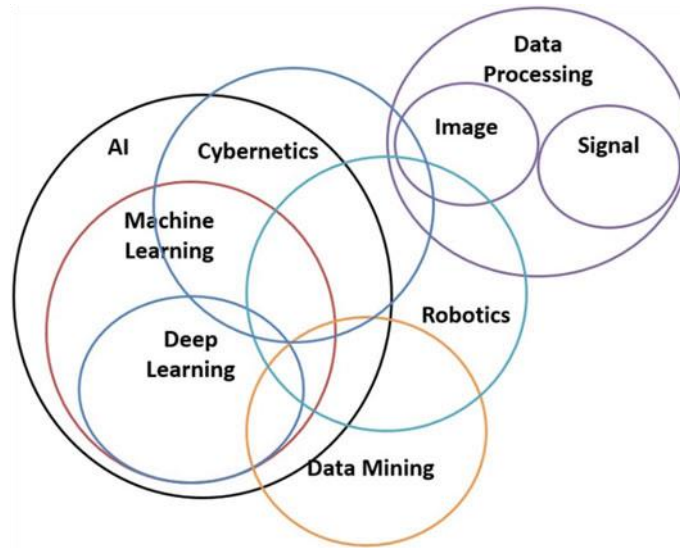 Data
Processing
Image
Signal
AI
Cybernetics
Machine
Learning
Robotics
Deep
Learning
Data Mining